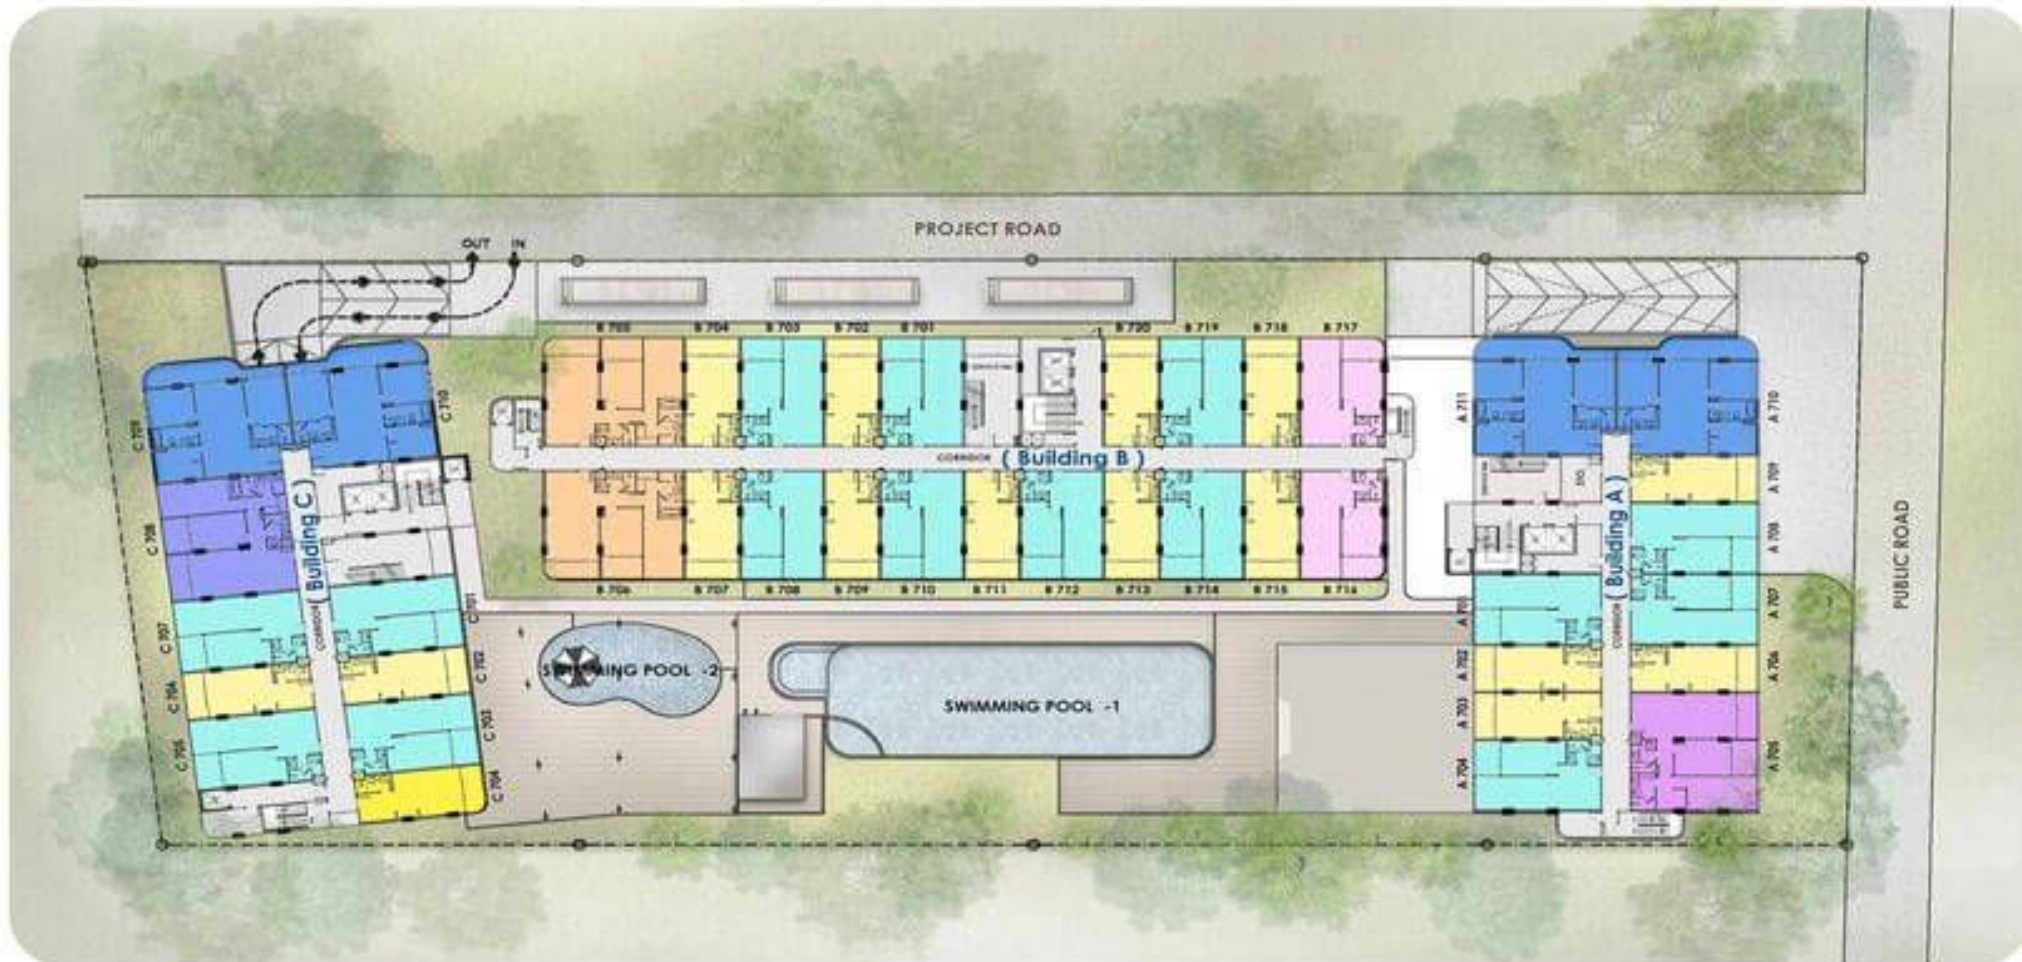 PROJECT ROAD
OUT IN
B 705 B 704 B 703 B 702 B 701 B 720 B 719 B 718 B 717
CORRIDOR ( Building B )
B 706 B 707 B 708 B 709 B 710 B 711 B 712 B 713 B 714 B 715 B 716
C 709
C 710
C 708
( Building C )
CORRIDOR
C 701
C 707
C 702
C 706
C 703
C 705
C 704
SWIMMING POOL -2
SWIMMING POOL -1
A 711
A 710
A 709
STO.
( Building A )
A 708
CORRIDOR
A 701
A 707
A 702
A 706
A 703
A 704
A 705
PUBLIC ROAD